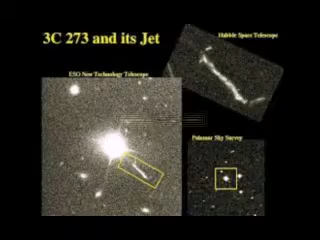 3C 273 and its Jet
Hubble Space Telescope
ESO New Technology Telescope
Palomar Sky Survey